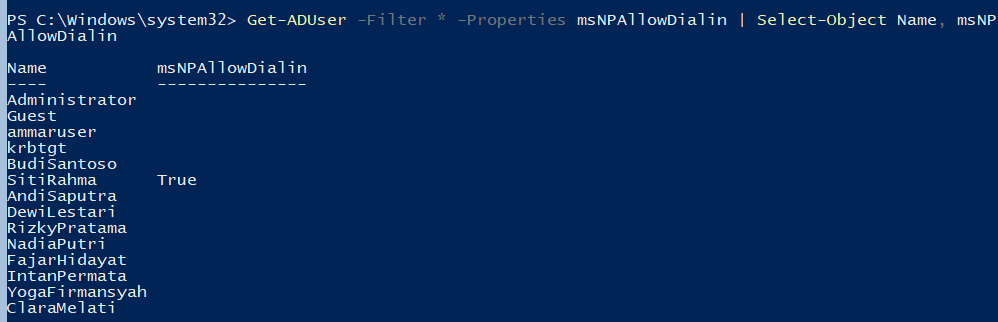 PS C:\Windows\system32> Get-ADUser -Filter * -Properties msNPAllowDialin | Select-Object Name, msNP
AllowDialin
Name msNPAllowDialin
---- ---------------
Administrator
Guest
ammaruser
krbtgt
BudiSantoso
SitiRahma True
AndiSaputra
DewiLestari
RizkyPratama
NadiaPutri
FajarHidayat
IntanPermata
YogaFirmansyah
ClaraMelati